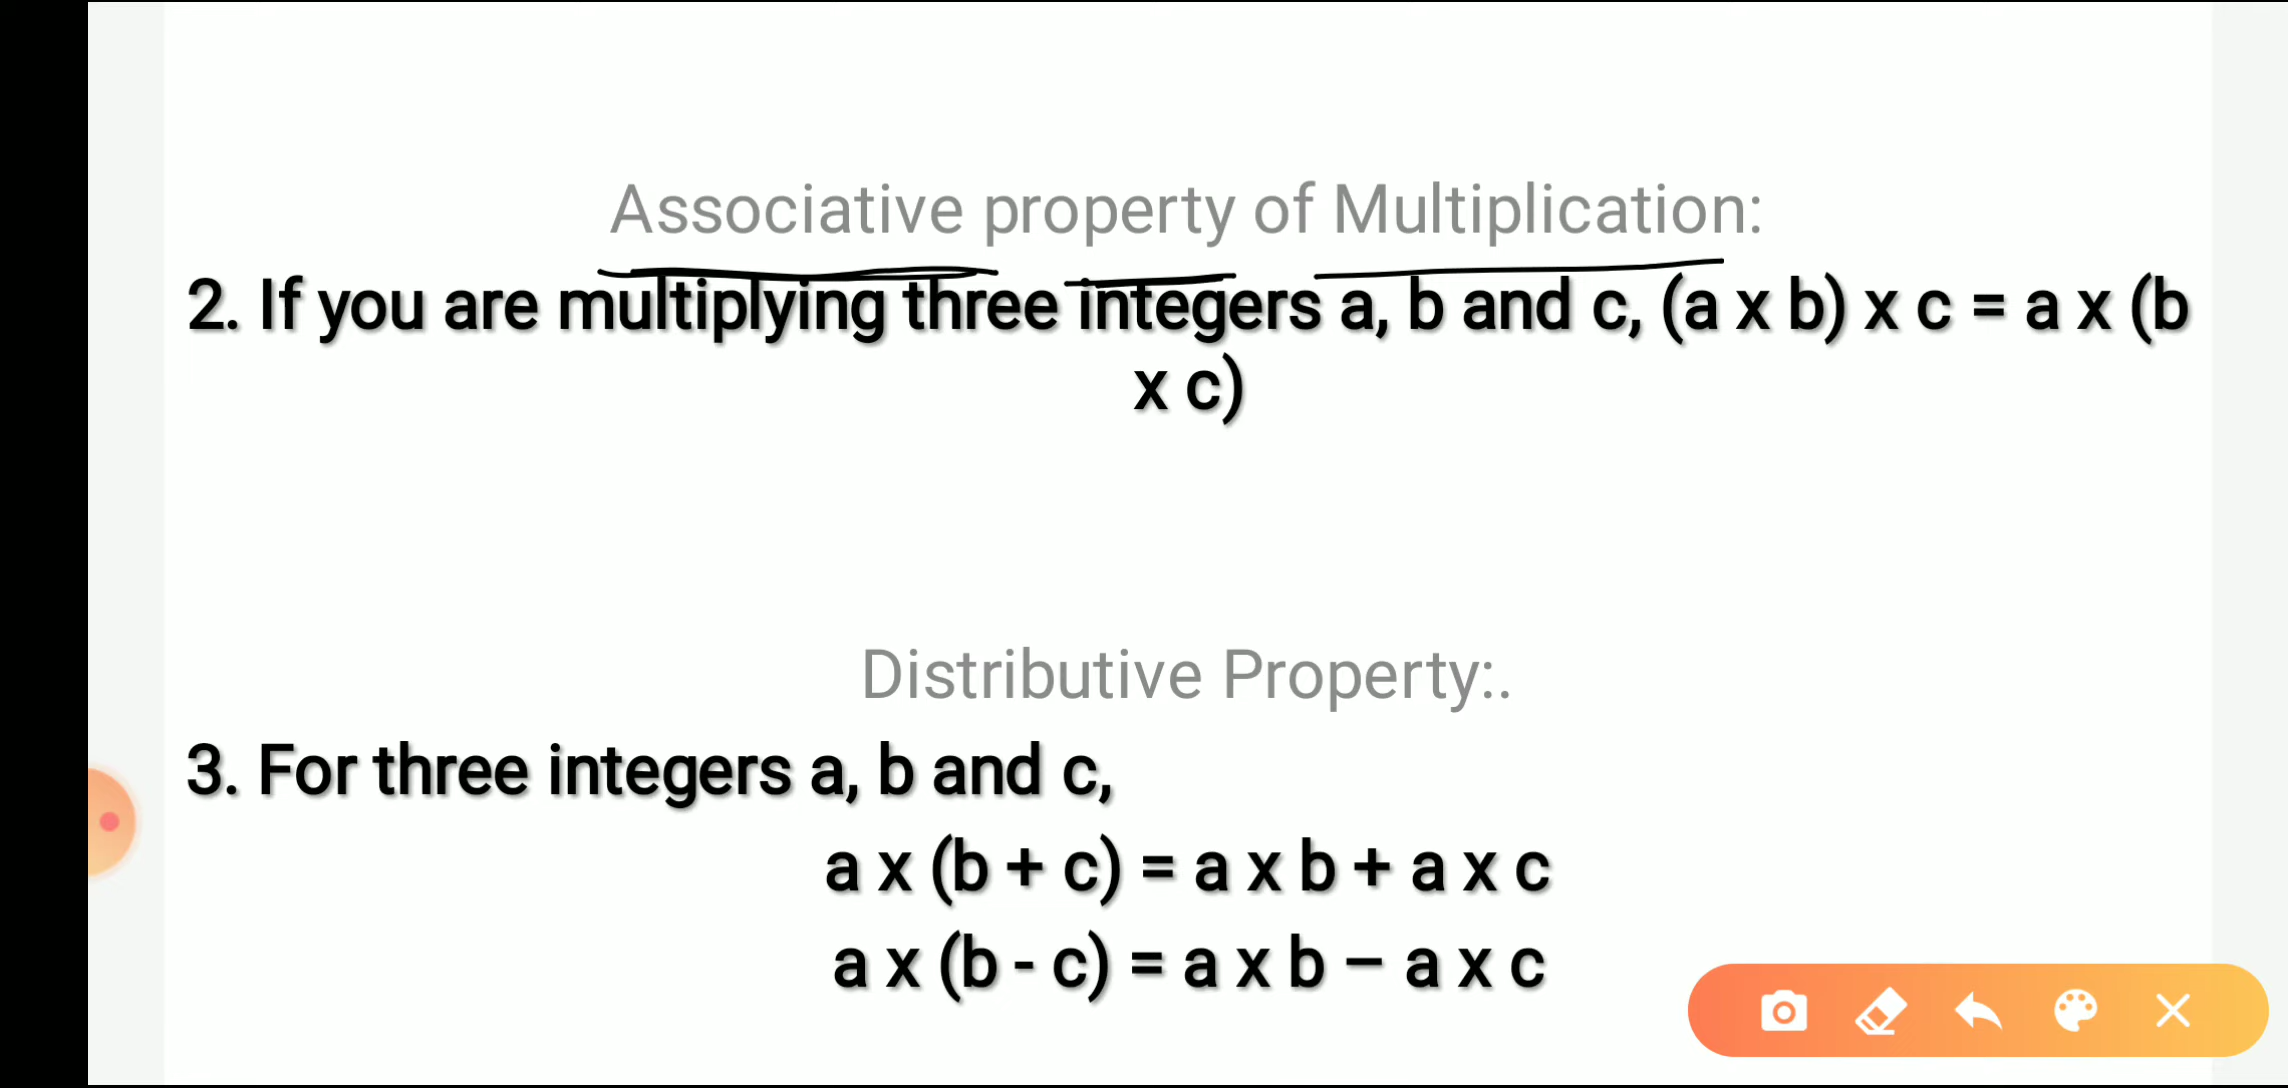 Associative property of Multiplication:
2. If you are multiplying three integers a, b and c, (a x b) x c = a x (b
x c)
Distributive Property:.
3. For three integers a, b and c,
a x (b + c) = a x b + a x c
a x (b - c) = a x b – a x c